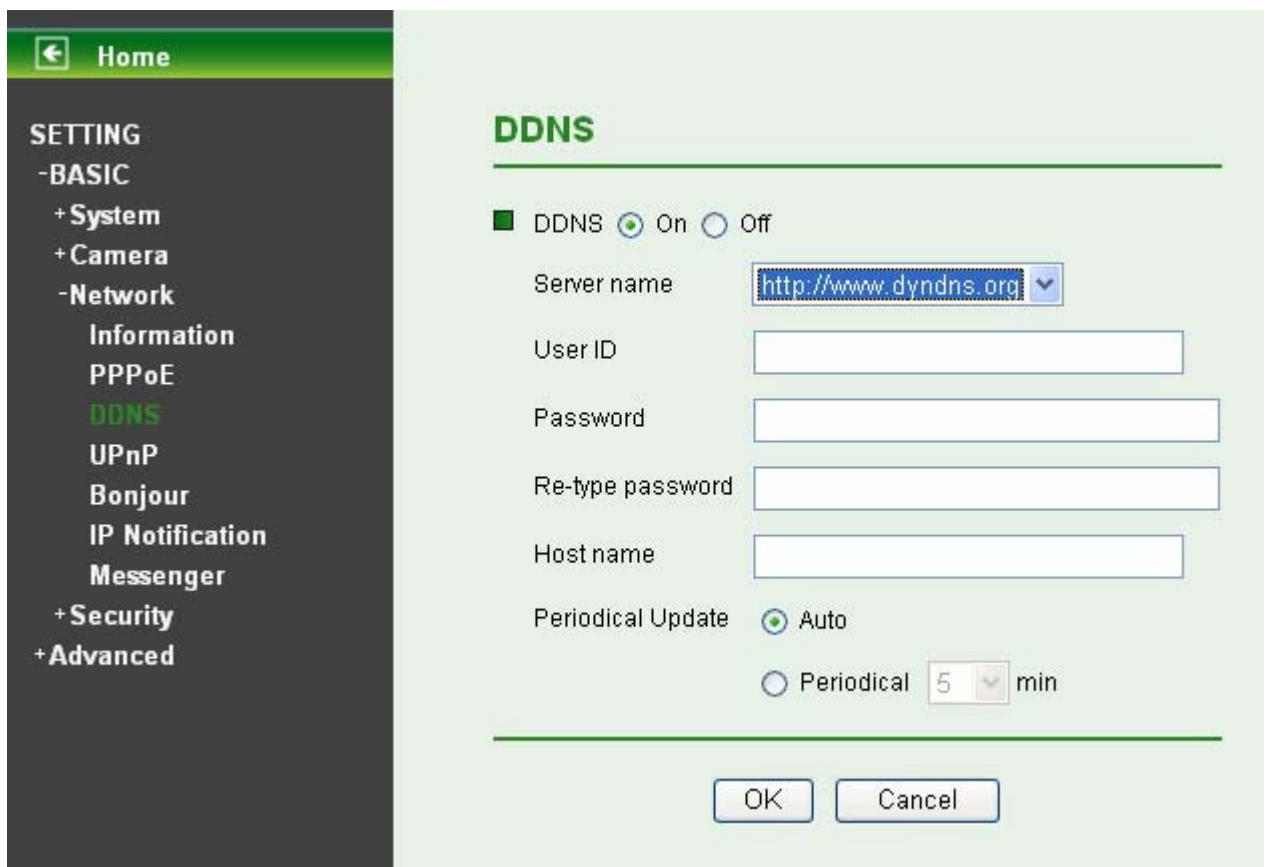 Home
SETTING
-BASIC
+System
+Camera
-Network
Information
PPPoE
DDNS
UPnP
Bonjour
IP Notification
Messenger
+Security
+Advanced
DDNS
DDNS On Off
Server name http://www.dyndns.org
User ID
Password
Re-type password
Host name
Periodical Update Auto
Periodical 5 min
OK Cancel